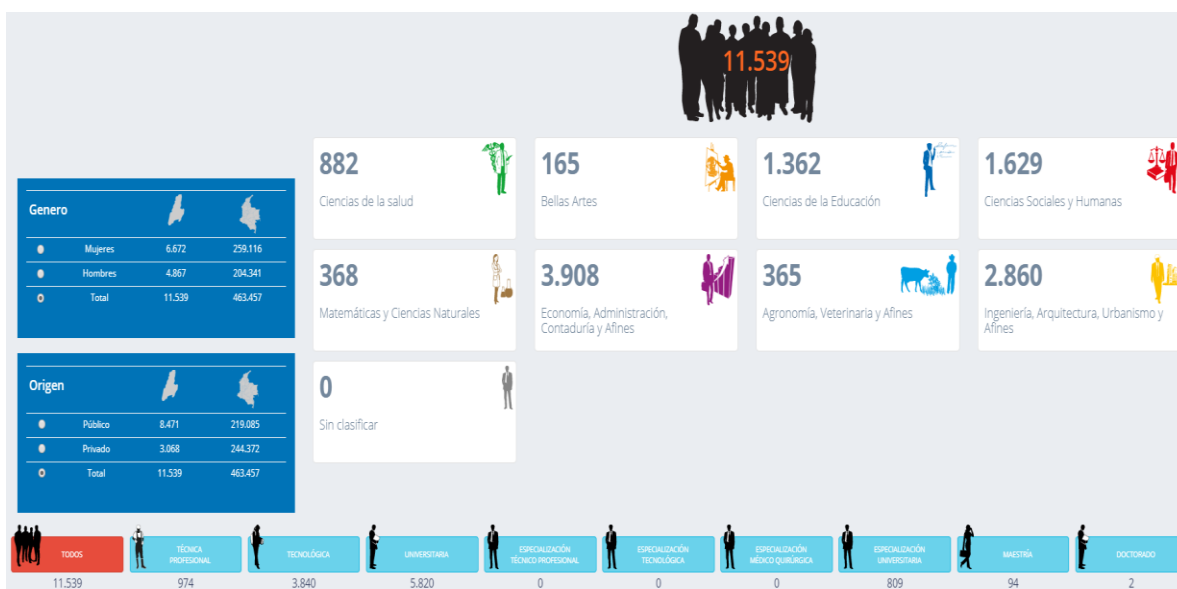 11.539
Genero
Mujeres 6.672 259.116
Hombres 4.867 204.341
Total 11.539 463.457
Origen
Público 8.471 219.085
Privado 3.068 244.372
Total 11.539 463.457
882
Ciencias de la salud
165
Bellas Artes
1.362
Ciencias de la Educación
1.629
Ciencias Sociales y Humanas
368
Matemáticas y Ciencias Naturales
3.908
Economía, Administración,
Contaduría y Afines
365
Agronomía, Veterinaria y Afines
2.860
Ingeniería, Arquitectura, Urbanismo y
Afines
0
Sin clasificar
TODOS
11.539
TÉCNICA
PROFESIONAL
974
TECNOLÓGICA
3.840
UNIVERSITARIA
5.820
ESPECIALIZACIÓN
TÉCNICO PROFESIONAL
0
ESPECIALIZACIÓN
TECNOLÓGICA
0
ESPECIALIZACIÓN
MÉDICO QUIRÚRGICA
0
ESPECIALIZACIÓN
UNIVERSITARIA
809
MAESTRÍA
94
DOCTORADO
2